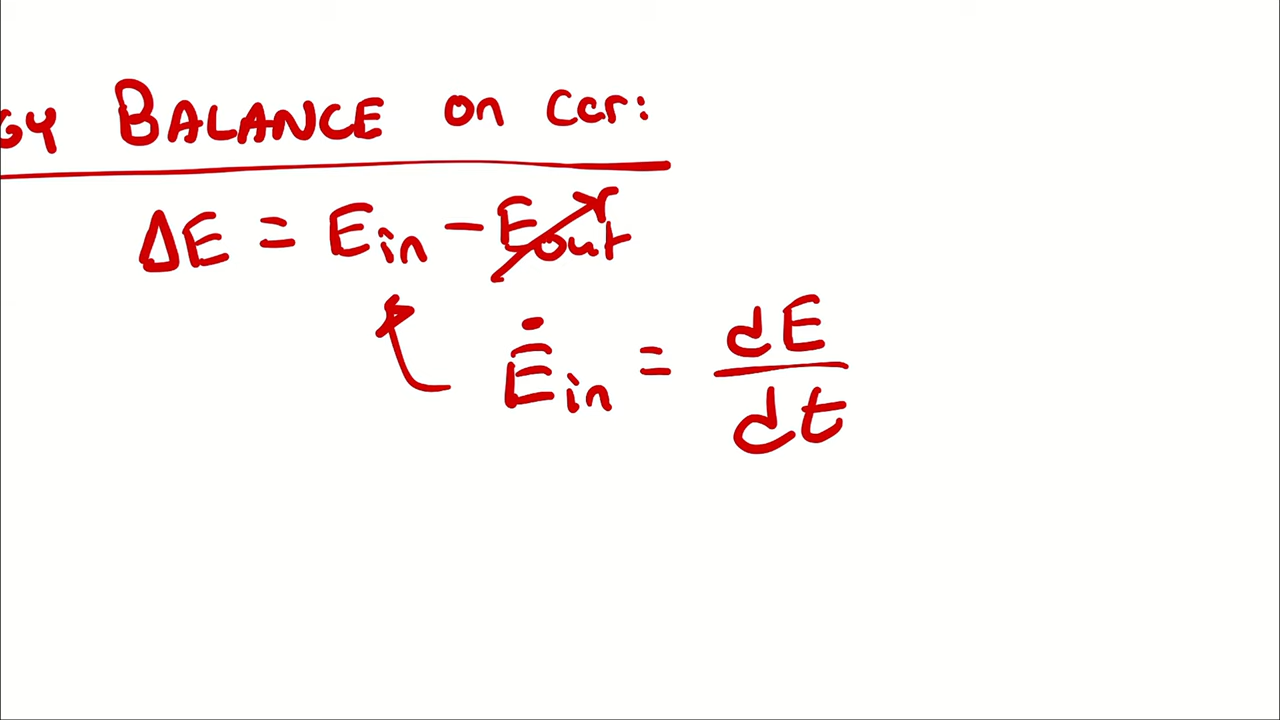 GY BALANCE on Car:
ΔE = Ein - Eout
Ėin = dE/dt